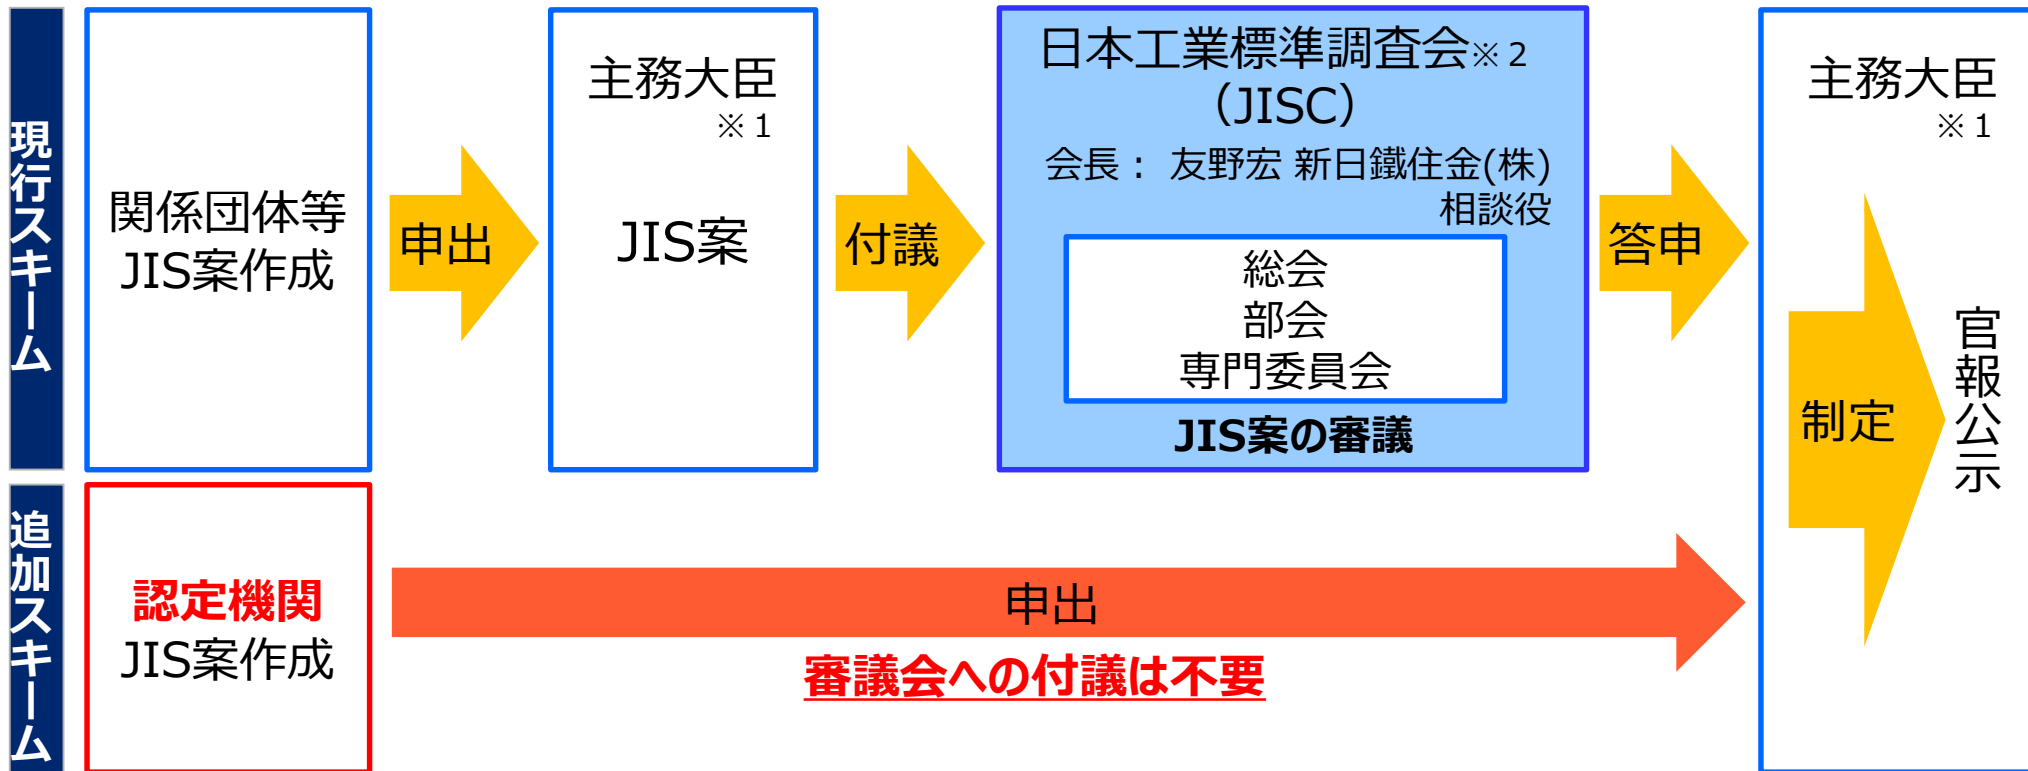 現行スキーム
関係団体等
JIS案作成
申出
主務大臣
※１
JIS案
付議
日本工業標準調査会※２
（JISC）
会長： 友野宏 新日鐵住金(株)
相談役
総会
部会
専門委員会
JIS案の審議
答申
主務大臣
※１
制定
官報公示
追加スキーム
認定機関
JIS案作成
申出
審議会への付議は不要